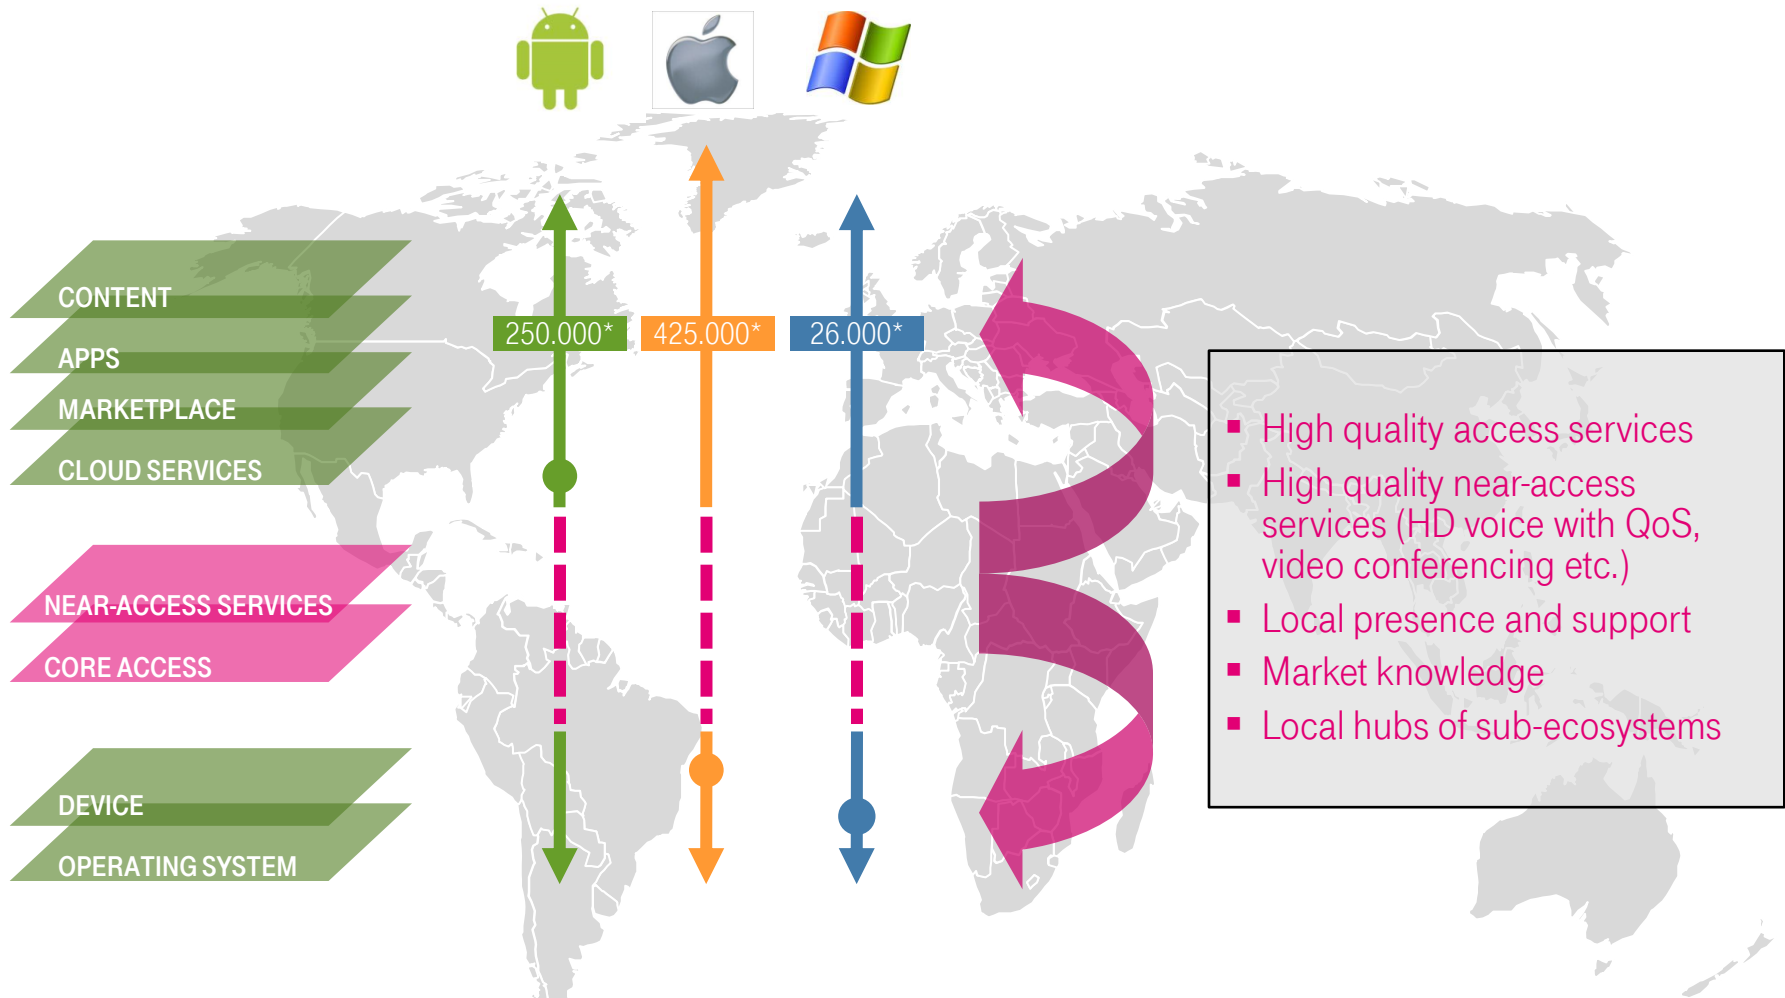 CONTENT
APPS
MARKETPLACE
CLOUD SERVICES
NEAR-ACCESS SERVICES
CORE ACCESS
DEVICE
OPERATING SYSTEM
250.000*
425.000*
26.000*
▪ High quality access services
▪ High quality near-access
services (HD voice with QoS,
video conferencing etc.)
▪ Local presence and support
▪ Market knowledge
▪ Local hubs of sub-ecosystems